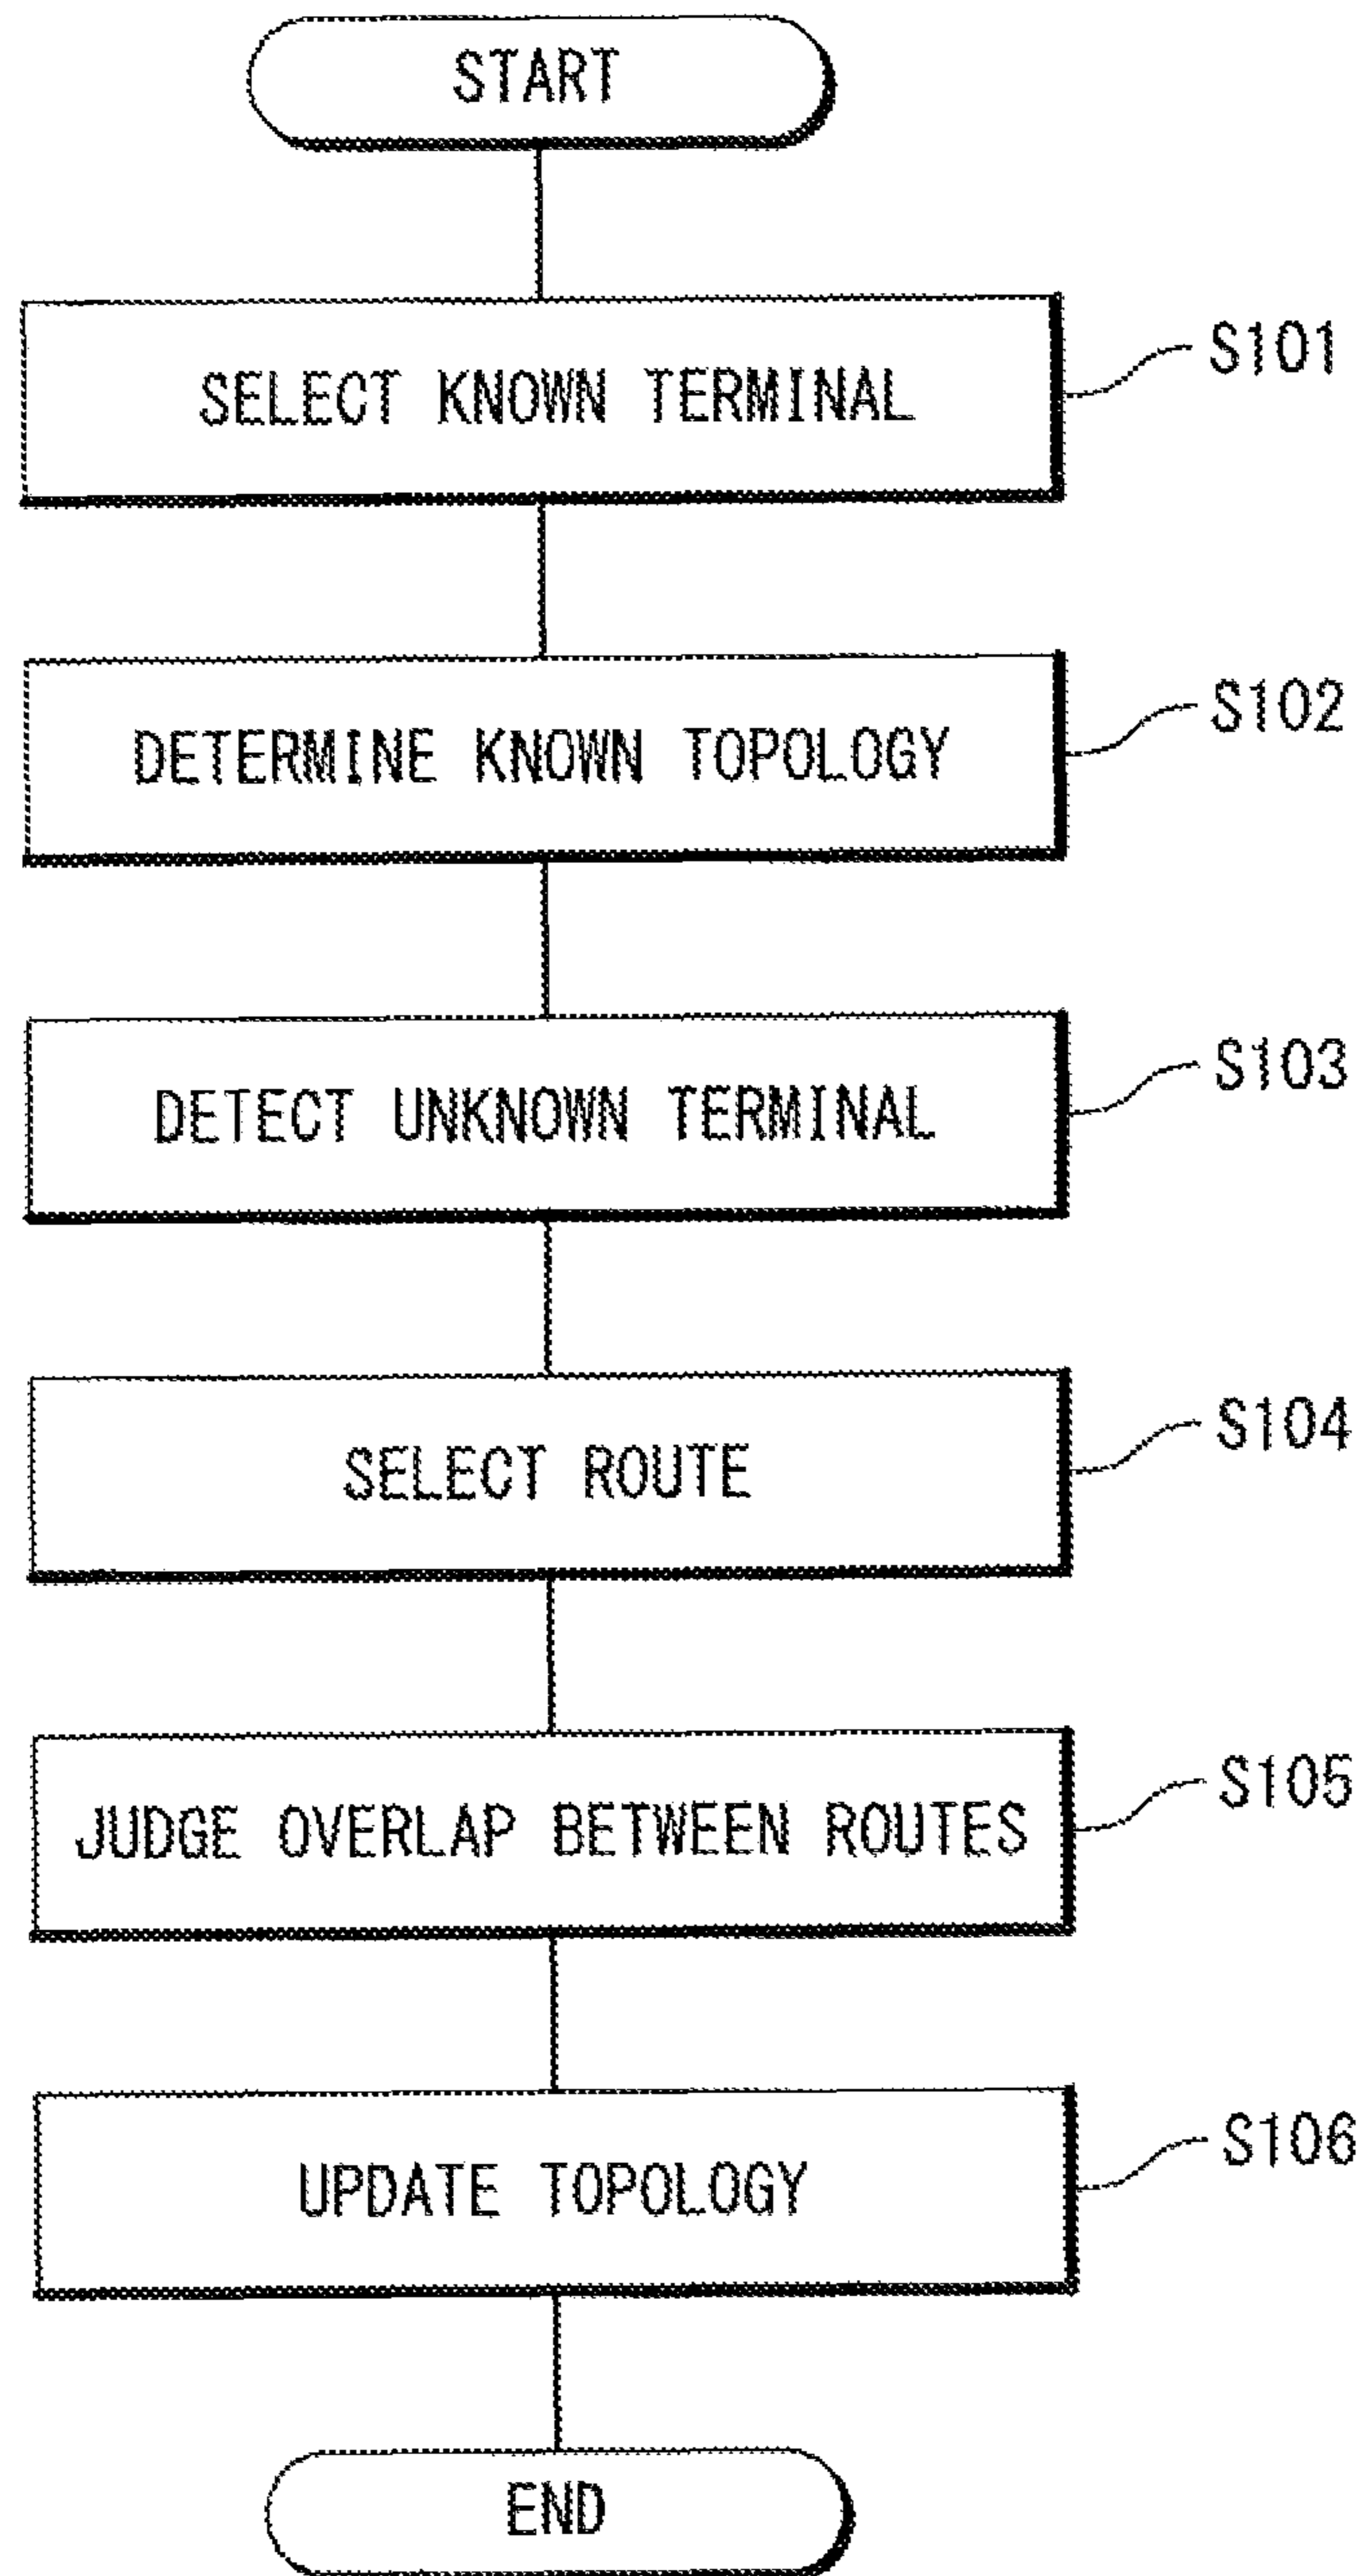 START
SELECT KNOWN TERMINAL
S101
DETERMINE KNOWN TOPOLOGY
S102
DETECT UNKNOWN TERMINAL
S103
SELECT ROUTE
S104
JUDGE OVERLAP BETWEEN ROUTES
S105
UPDATE TOPOLOGY
S106
END